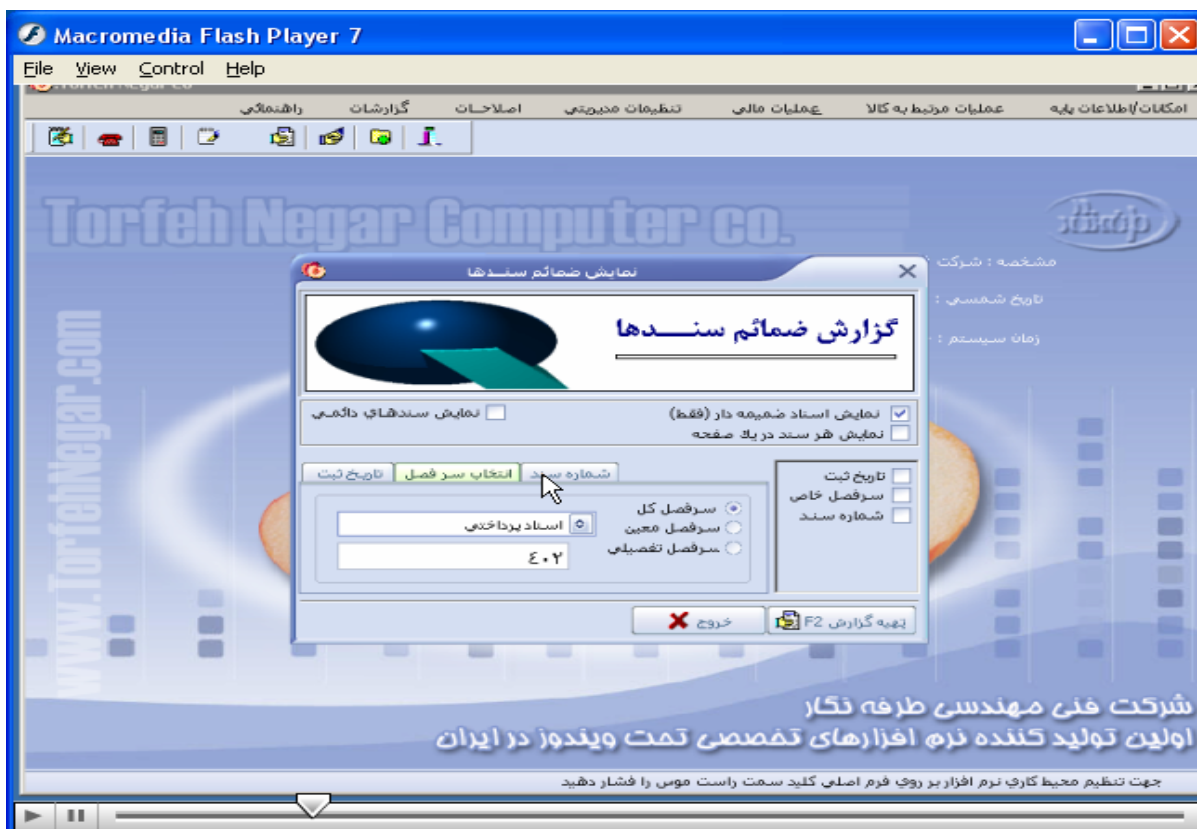 Macromedia Flash Player 7
File View Control Help
امکانات/اطلاعات پایه عملیات مرتبط به کالا عملیات مالی تنظیمات مدیریتی اصلاحات گزارشات راهنمائی
Torfeh Negar Computer co.
www.TorfehNegar.com
مشخصه : شرکت
تاریخ شمسی :
زمان سیستم :
نمایش ضمائم سندها
گزارش ضمائم سندها
نمایش اسناد ضمیمه دار (فقط)
نمایش سندهای دائمی
نمایش هر سند در یك صفحه
تاریخ ثبت
سرفصل خاص
شماره سند
شماره سند انتخاب سر فصل تاریخ ثبت
سرفصل کل
سرفصل معین
سرفصل تفصیلی
اسناد پرداختنی
٤٠٢
تهیه گزارش F2
خروج
شرکت فنی مهندسی طرفه نگار
اولین تولید کننده نرم افزارهای تخصصی تحت ویندوز در ایران
جهت تنظیم محیط کاری نرم افزار بر روی فرم اصلی کلید سمت راست موس را فشار دهید